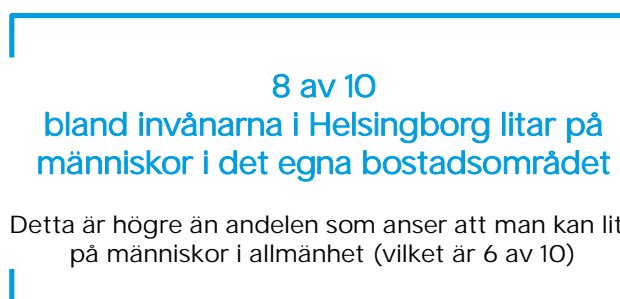 8 av 10
bland invånarna i Helsingborg litar på
människor i det egna bostadsområdet
Detta är högre än andelen som anser att man kan lit
på människor i allmänhet (vilket är 6 av 10)